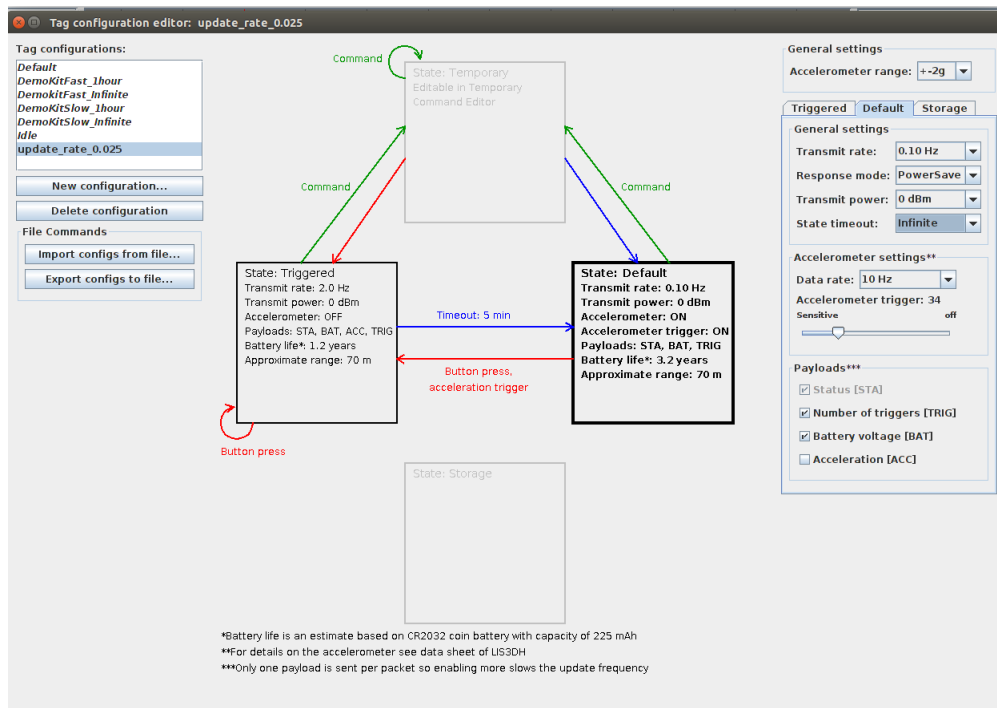 Tag configuration editor: update_rate_0.025
Tag configurations:
Default
DemoKitFast_1hour
DemokitFast_Infinite
DemoKitSlow_1hour
DemoKitSlow_Infinite
Idle
update_rate_0.025
New configuration...
Delete configuration
File Commands
Import configs from file...
Export configs to file...
Command
State: Temporary
Editable in Temporary
Command Editor
Command
Command
State: Triggered
Transmit rate: 2.0 Hz
Transmit power: 0 dBm
Accelerometer: OFF
Payloads: STA, BAT, ACC, TRIG
Battery life*: 1.2 years
Approximate range: 70 m
Button press
Timeout: 5 min
Button press,
acceleration trigger
State: Default
Transmit rate: 0.10 Hz
Transmit power: 0 dBm
Accelerometer: ON
Accelerometer trigger: ON
Payloads: STA, BAT, TRIG
Battery life*: 3.2 years
Approximate range: 70 m
State: Storage
*Battery life is an estimate based on CR2032 coin battery with capacity of 225 mAh
**For details on the accelerometer see data sheet of LIS3DH
***Only one payload is sent per packet so enabling more slows the update frequency
General settings
Accelerometer range: +-2g
Triggered Default Storage
General settings
Transmit rate: 0.10 Hz
Response mode: PowerSave
Transmit power: 0 dBm
State timeout: Infinite
Accelerometer settings**
Data rate: 10 Hz
Accelerometer trigger: 34
Sensitive off
Payloads***
Status [STA]
Number of triggers [TRIG]
Battery voltage [BAT]
Acceleration [ACC]